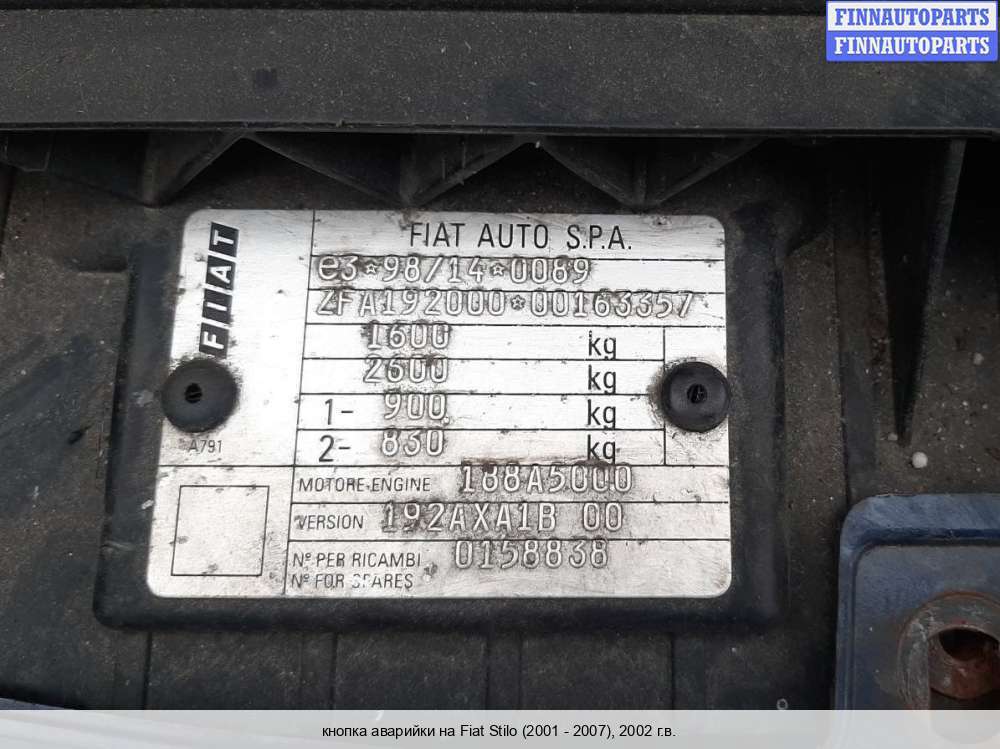 FINNAUTOPARTS
FINNAUTOPARTS
FIAT
FIAT AUTO S.P.A.
e3*98/14*0089
ZFA192000*00163357
1600 kg
2600 kg
1- 900 kg
2- 830 kg
A791
MOTORE-ENGINE 188A5000
VERSION 192AXA1B 00
Nº PER RICAMBI 0158838
Nº FOR SPARES
кнопка аварийки на Fiat Stilo (2001 - 2007), 2002 г.в.